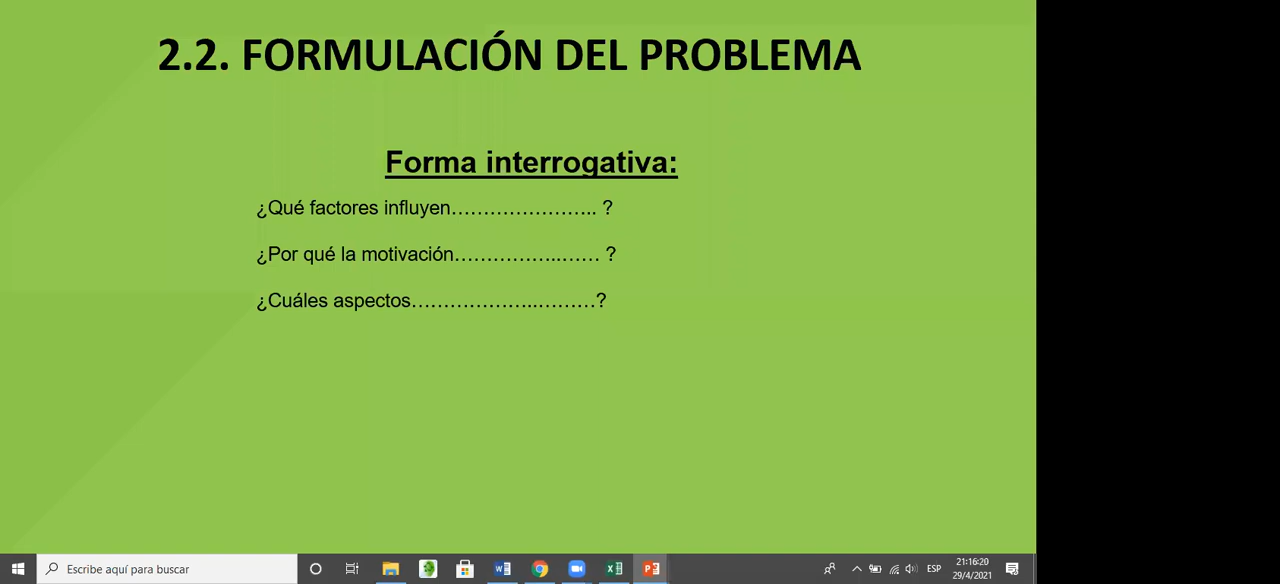 2.2. FORMULACIÓN DEL PROBLEMA
Forma interrogativa:
¿Qué factores influyen………………….. ?
¿Por qué la motivación……………..…… ?
¿Cuáles aspectos………………..………?
Escribe aquí para buscar
ESP
21:16:20
29/4/2021